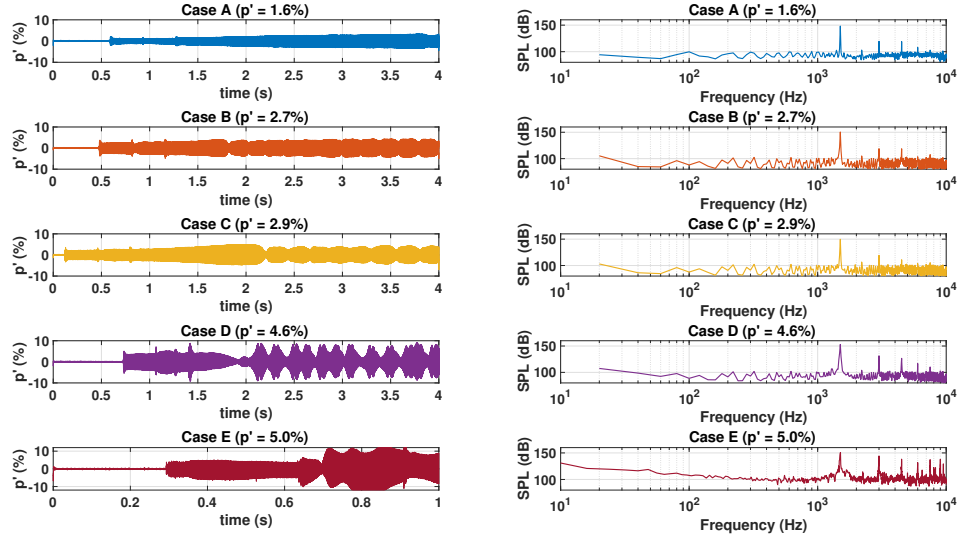 Case A (p' = 1.6%)
10
0
-10
p' (%)
0 0.5 1 1.5 2 2.5 3 3.5 4
time (s)
Case A (p' = 1.6%)
150
100
SPL (dB)
10^1 10^2 10^3 10^4
Frequency (Hz)
Case B (p' = 2.7%)
10
0
-10
p' (%)
0 0.5 1 1.5 2 2.5 3 3.5 4
time (s)
Case B (p' = 2.7%)
150
100
SPL (dB)
10^1 10^2 10^3 10^4
Frequency (Hz)
Case C (p' = 2.9%)
10
0
-10
p' (%)
0 0.5 1 1.5 2 2.5 3 3.5 4
time (s)
Case C (p' = 2.9%)
150
100
SPL (dB)
10^1 10^2 10^3 10^4
Frequency (Hz)
Case D (p' = 4.6%)
10
0
-10
p' (%)
0 0.5 1 1.5 2 2.5 3 3.5 4
time (s)
Case D (p' = 4.6%)
150
100
SPL (dB)
10^1 10^2 10^3 10^4
Frequency (Hz)
Case E (p' = 5.0%)
10
0
-10
p' (%)
0 0.2 0.4 0.6 0.8 1
time (s)
Case E (p' = 5.0%)
150
100
SPL (dB)
10^1 10^2 10^3 10^4
Frequency (Hz)